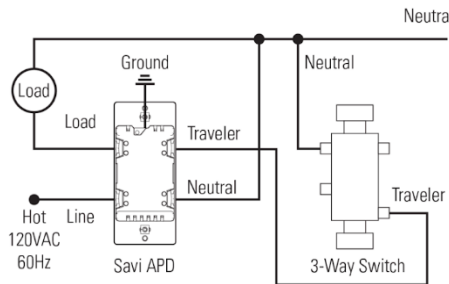 Neutra
Ground
Neutral
Load
Load
Traveler
Neutral
Traveler
Hot
Line
120VAC
60Hz
Savi APD
3-Way Switch